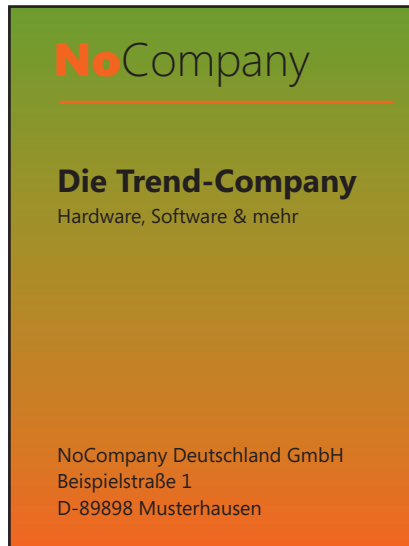 NoCompany
Die Trend-Company
Hardware, Software & mehr
NoCompany Deutschland GmbH
Beispielstraße 1
D-89898 Musterhausen